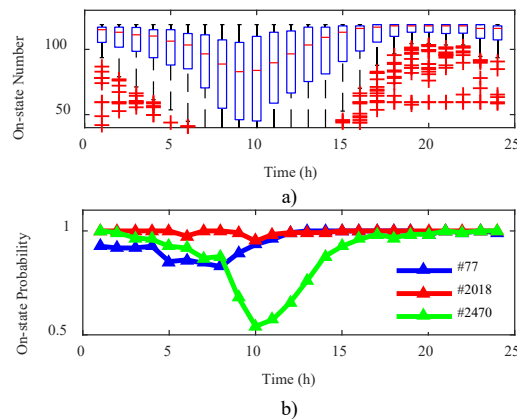 On-state Number
100
50
0 5 10 15 20 25
Time (h)
a)
On-state Probability
1
0.5
#77
#2018
#2470
0 5 10 15 20 25
Time (h)
b)